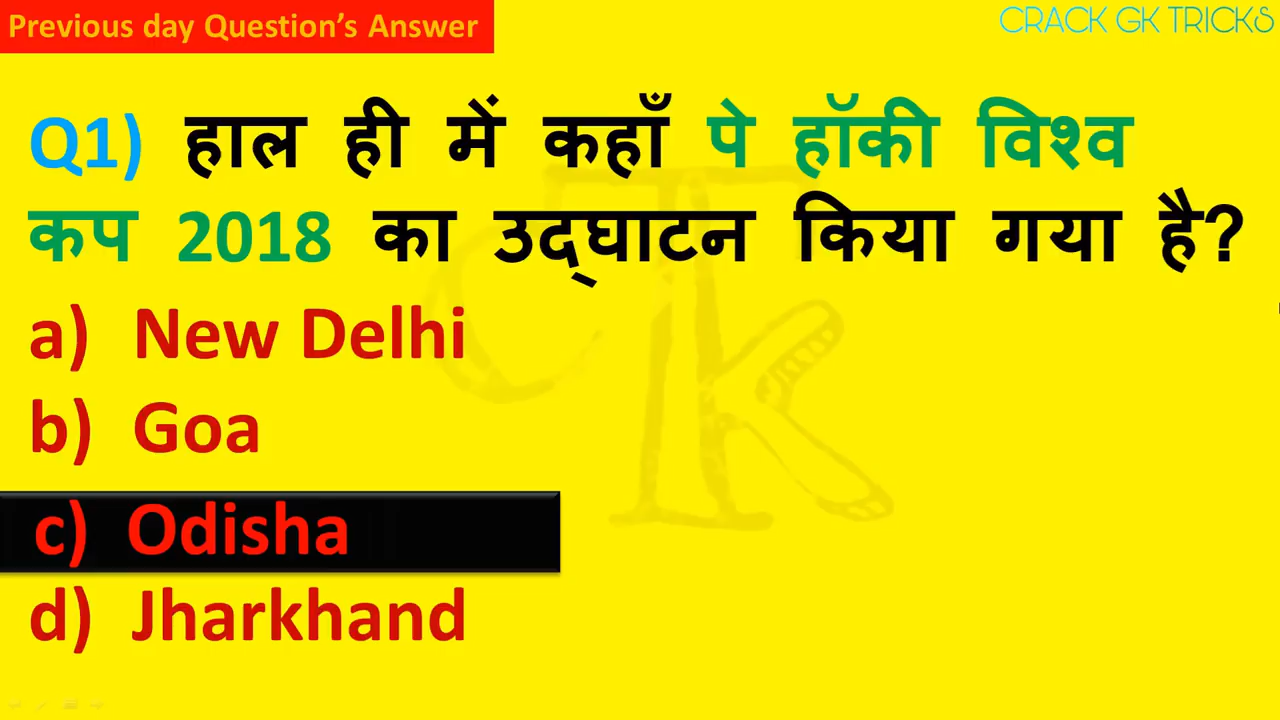 Previous day Question’s Answer
CRACK GK TRICKS
Q1) हाल ही में कहाँ पे हॉकी विश्व
कप 2018 का उद्घाटन किया गया है?
a) New Delhi
b) Goa
c) Odisha
d) Jharkhand